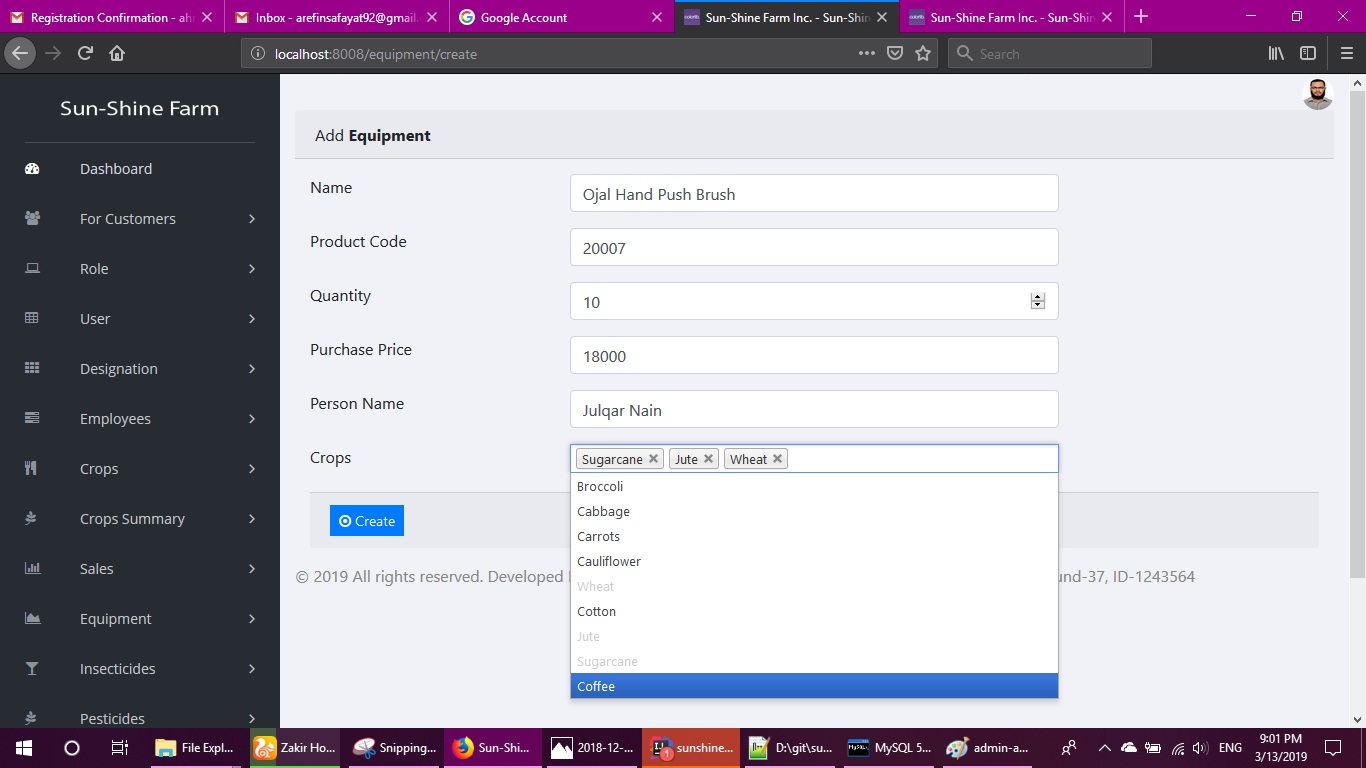 Registration Confirmation - ah
Inbox - arefinsafayat92@gmail.
Google Account
Sun-Shine Farm Inc. - Sun-Shin
Sun-Shine Farm Inc. - Sun-Shin
localhost:8008/equipment/create
Search
Sun-Shine Farm
Dashboard
For Customers
Role
User
Designation
Employees
Crops
Crops Summary
Sales
Equipment
Insecticides
Pesticides
Add Equipment
Name
Ojal Hand Push Brush
Product Code
20007
Quantity
10
Purchase Price
18000
Person Name
Julqar Nain
Crops
Sugarcane Jute Wheat
Broccoli
Cabbage
Carrots
Cauliflower
Wheat
Cotton
Jute
Sugarcane
Coffee
Create
© 2019 All rights reserved. Developed und-37, ID-1243564
File Expl...
Zakir Ho...
Snipping...
Sun-Shi...
2018-12-...
sunshine...
D:\git\su...
MySQL 5...
admin-a...
ENG
9:01 PM
3/13/2019